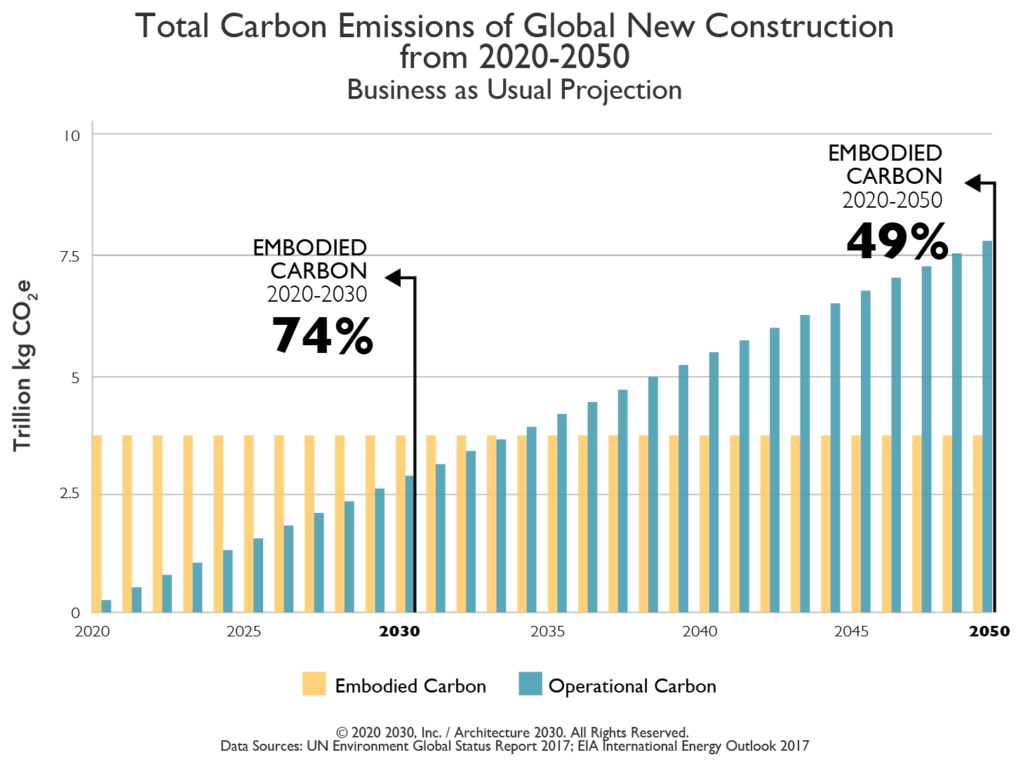 Total Carbon Emissions of Global New Construction
from 2020-2050
Business as Usual Projection
Trillion kg CO₂e
10
7.5
5
2.5
0
EMBODIED
CARBON
2020-2030
74%
EMBODIED
CARBON
2020-2050
49%
2020
2025
2030
2035
2040
2045
2050
Embodied Carbon
Operational Carbon
© 2020 2030, Inc. / Architecture 2030. All Rights Reserved.
Data Sources: UN Environment Global Status Report 2017; EIA International Energy Outlook 2017